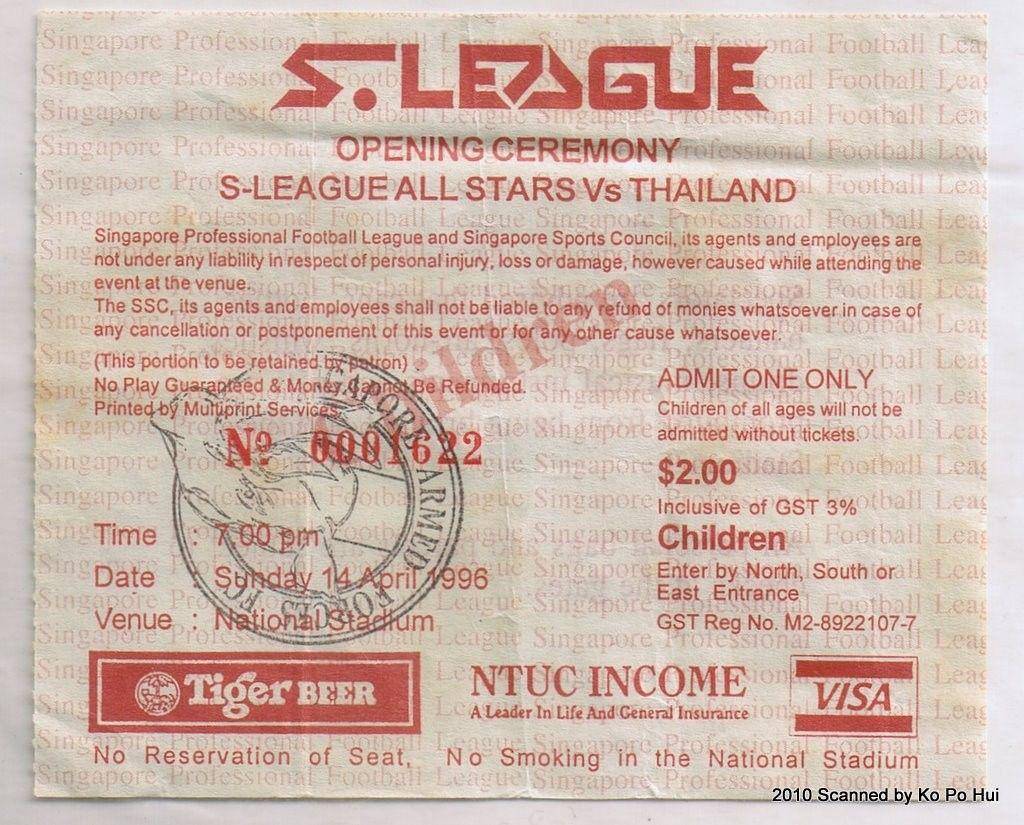 S.LEAGUE
OPENING CEREMONY
S-LEAGUE ALL STARS Vs THAILAND
Singapore Professional Football League and Singapore Sports Council, its agents and employees are
not under any liability in respect of personal injury, loss or damage, however caused while attending the
event at the venue.
The SSC, its agents and employees shall not be liable to any refund of monies whatsoever in case of
any cancellation or postponement of this event or for any other cause whatsoever.
(This portion to be retained by patron)
No Play Guaranteed & Money Cannot Be Refunded.
Printed by Multiprint Services.
Children
Nº 0001622
SINGAPORE ARMED FORCES FC
Time : 7.00 pm
Date : Sunday 14 April 1996
Venue : National Stadium
ADMIT ONE ONLY
Children of all ages will not be
admitted without tickets.
$2.00
Inclusive of GST 3%
Children
Enter by North, South or
East Entrance
GST Reg No. M2-8922107-7
Tiger BEER
NTUC INCOME
A Leader In Life And General Insurance
VISA
No Reservation of Seat, No Smoking in the National Stadium
2010 Scanned by Ko Po Hui